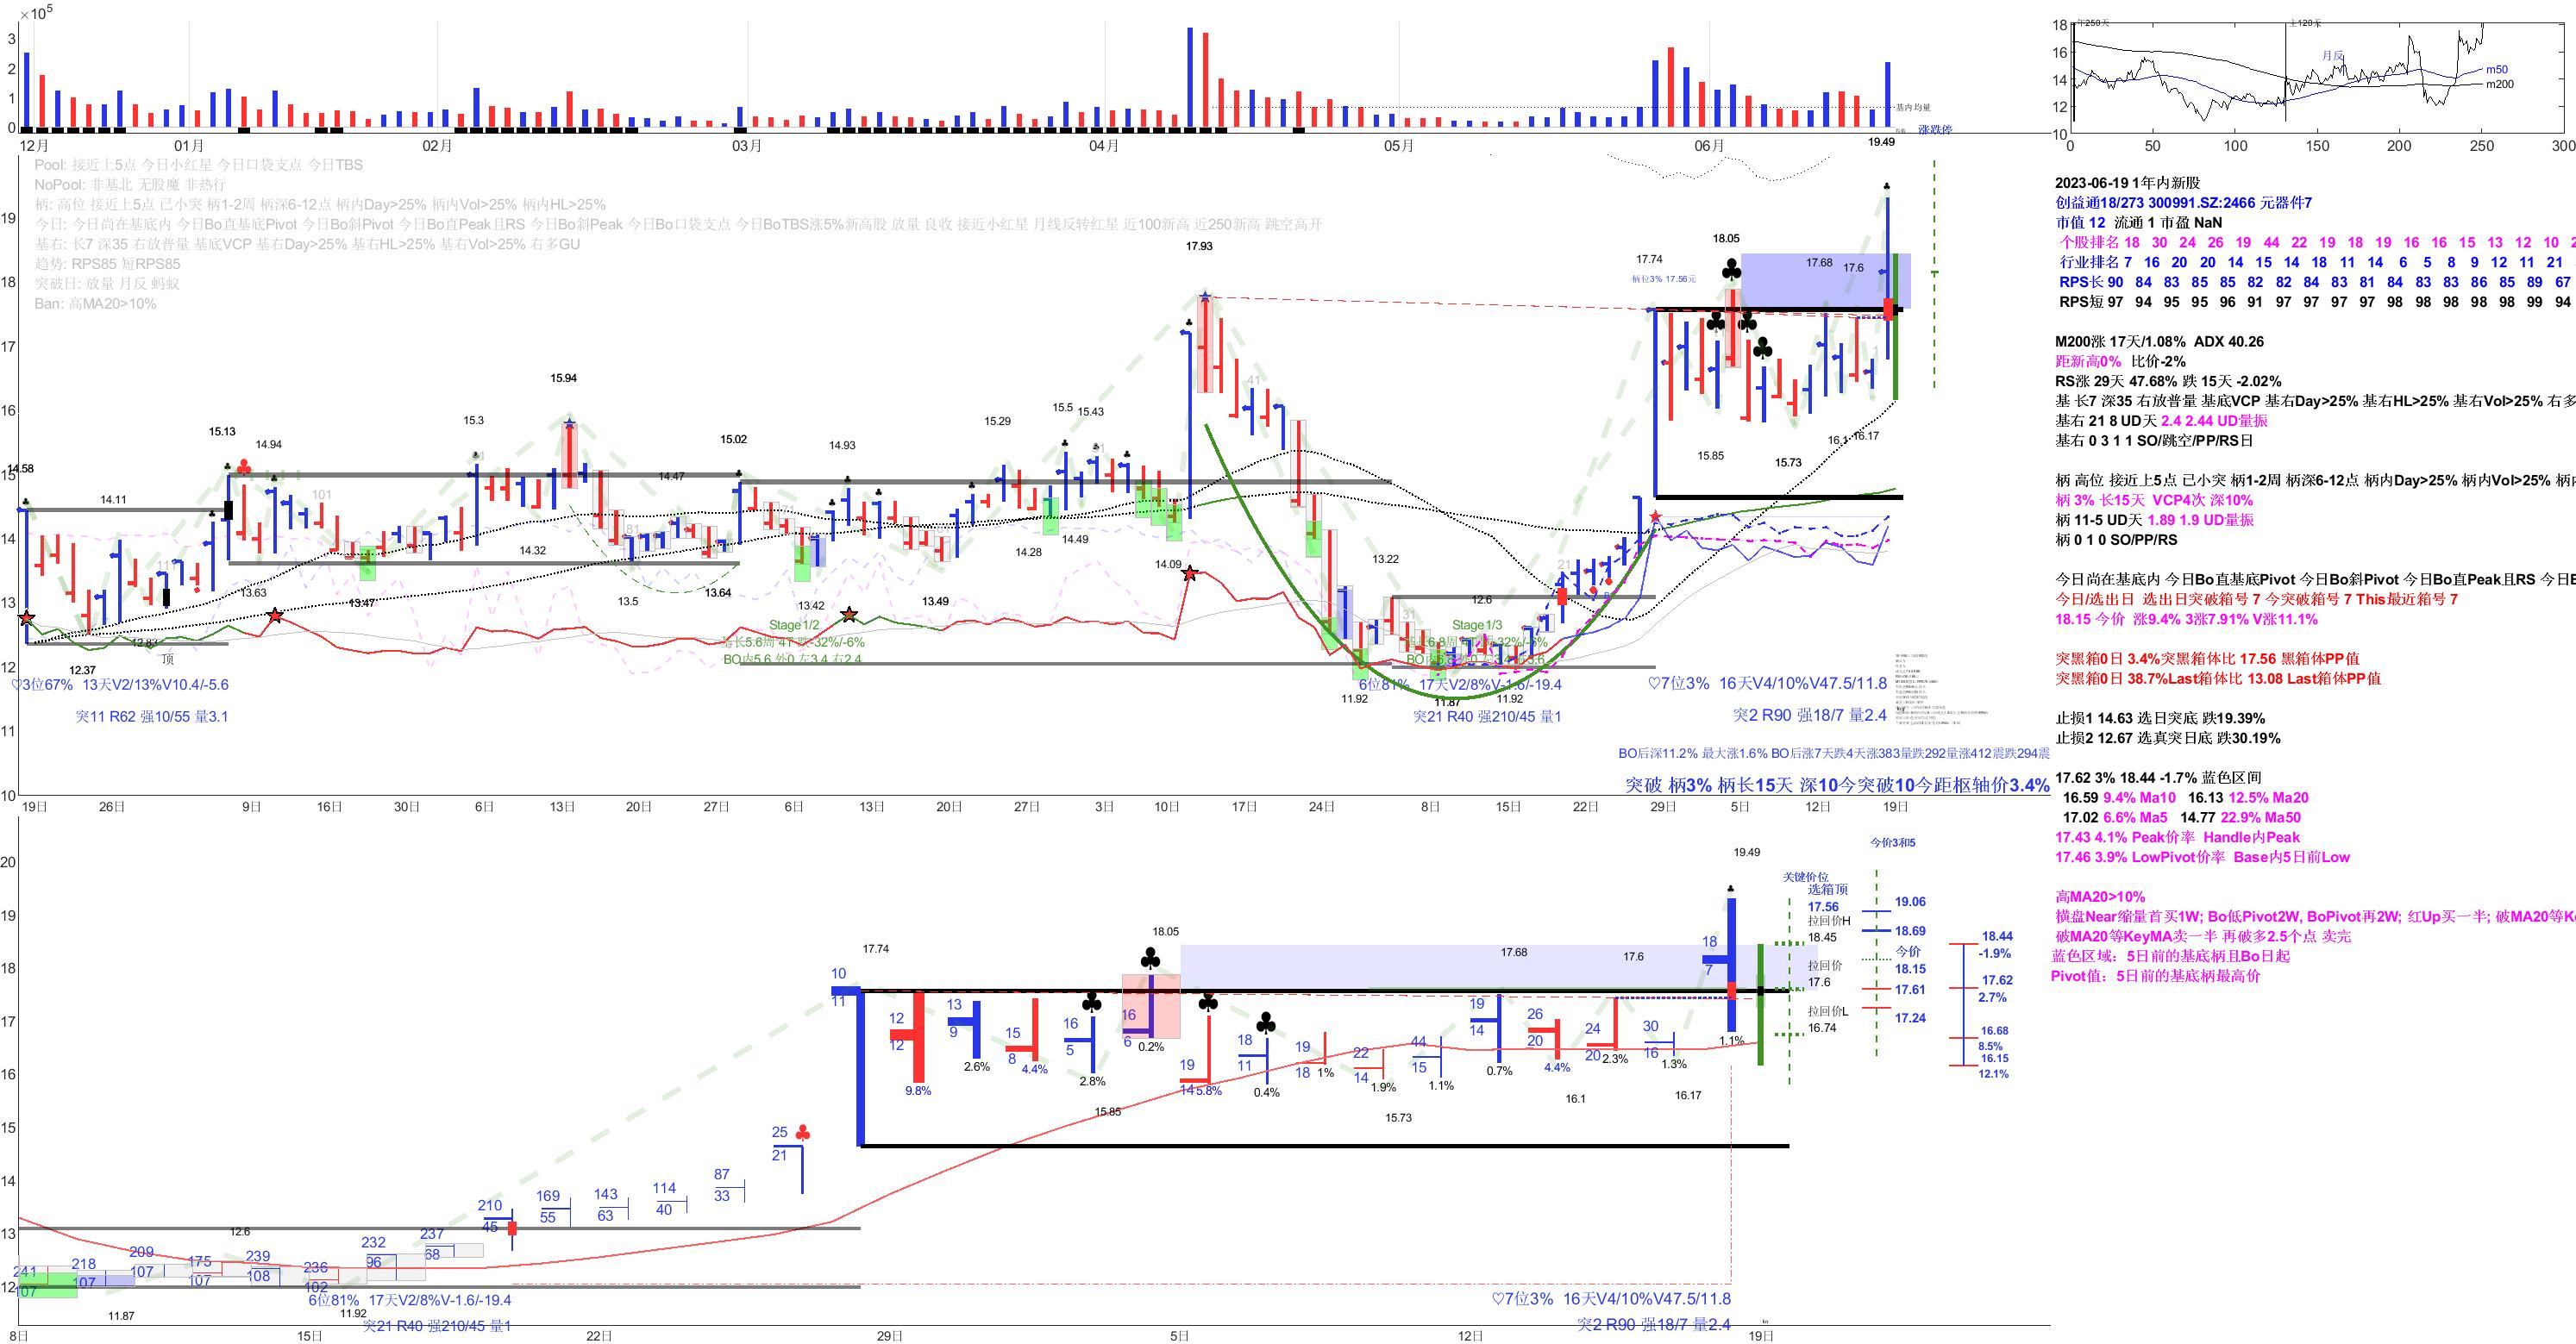 ×10⁵
3
2
1
0
基内均量
涨跌停
12月
01月
02月
03月
04月
05月
06月
19.49
18
16
14
12
10
年250天
主120天
月反
m50
m200
0
50
100
150
200
250
300
Pool: 接近上5点 今日小红星 今日口袋支点 今日TBS
NoPool: 非基北 无股魔 非热行
柄: 高位 接近上5点 己小突 柄1-2周 柄深6-12点 柄内Day>25% 柄内Vol>25% 柄内HL>25%
今日: 今日尚在基底内 今日Bo直基底Pivot 今日Bo斜Pivot 今日Bo直Peak且RS 今日Bo斜Peak 今日Bo口袋支点 今日BoTBS涨5%新高股 放量 良收 接近小红星 月线反转红星 近100新高 近250新高 跳空高开
基右: 长7 深35 右放普量 基底VCP 基右Day>25% 基右HL>25% 基右Vol>25% 右多GU
趋势: RPS85 短RPS85
突破日: 放量 月反 蚂蚁
Ban: 高MA20>10%
2023-06-19 1年内新股
创益通18/273 300991.SZ:2466 元器件7
市值 12 流通 1 市盈 NaN
个股排名 18 30 24 26 19 44 22 19 18 19 16 16 15 13 12 10 2
行业排名 7 16 20 20 14 15 14 18 11 14 6 5 8 9 12 11 21
RPS长 90 84 83 85 85 82 82 84 83 81 84 83 83 86 85 89 67
RPS短 97 94 95 95 96 91 97 97 97 97 98 98 98 98 98 99 94
M200涨 17天/1.08% ADX 40.26
距新高0% 比价-2%
RS涨 29天 47.68% 跌 15天 -2.02%
基 长7 深35 右放普量 基底VCP 基右Day>25% 基右HL>25% 基右Vol>25% 右多
基右 21 8 UD天 2.4 2.44 UD量振
基右 0 3 1 1 SO/跳空/PP/RS日
柄 高位 接近上5点 己小突 柄1-2周 柄深6-12点 柄内Day>25% 柄内Vol>25% 柄内
柄 3% 长15天 VCP4次 深10%
柄 11-5 UD天 1.89 1.9 UD量振
柄 0 1 0 SO/PP/RS
今日尚在基底内 今日Bo直基底Pivot 今日Bo斜Pivot 今日Bo直Peak且RS 今日B
今日/选出日 选出日突破箱号 7 今突破箱号 7 This最近箱号 7
18.15 今价 涨9.4% 3涨7.91% V涨11.1%
突黑箱0日 3.4%突黑箱体比 17.56 黑箱体PP值
突黑箱0日 38.7%Last箱体比 13.08 Last箱体PP值
止损1 14.63 选日突底 跌19.39%
止损2 12.67 选真突日底 跌30.19%
17.62 3% 18.44 -1.7% 蓝色区间
16.59 9.4% Ma10 16.13 12.5% Ma20
17.02 6.6% Ma5 14.77 22.9% Ma50
17.43 4.1% Peak价率 Handle内Peak
17.46 3.9% LowPivot价率 Base内5日前Low
高MA20>10%
横盘Near缩量首买1W; Bo低Pivot2W, BoPivot再2W; 红Up买一半; 破MA20等K
破MA20等KeyMA卖一半 再破多2.5个点 卖完
蓝色区域: 5日前的基底柄且Bo日起
Pivot值: 5日前的基底柄最高价
19
18
17
16
15
14
13
12
11
10
14.58
14.11
15.13
14.94
101
15.3
15.94
14.47
15.02
14.93
15.29
15.5
15.43
17.93
41
17.74
柄位3% 17.56元
18.05
17.68
17.6
12.37
12.83
顶
13.63
13.47
14.32
13.5
13.64
13.42
13.49
14.28
14.49
14.09
13.22
12.6
11.92
11.87
11.92
15.85
15.73
16.1
16.17
Stage1/2
基长5.6周 4T 跌-32%/-6%
BO内5.6 外0 左3.4 右2.4
Stage1/3
♡3位67% 13天V2/13%V10.4/-5.6
突11 R62 强10/55 量3.1
6位81% 17天V2/8%V-1.6/-19.4
突21 R40 强210/45 量1
♡7位3% 16天V4/10%V47.5/11.8
突2 R90 强18/7 量2.4
BO后深11.2% 最大涨1.6% BO后涨7天跌4天涨383量跌292量涨412震跌294震
突破 柄3% 柄长15天 深10今突破10今距枢轴价3.4%
19日
26日
9日
16日
30日
6日
13日
20日
27日
6日
13日
20日
27日
3日
10日
17日
24日
8日
15日
22日
29日
5日
12日
19日
20
19
18
17
16
15
14
13
12
241
107
218
107
209
107
175
107
239
108
236
102
232
96
237
68
210
45
169
55
143
63
114
40
87
33
25
21
10
11
12
12
9.8%
13
9
2.6%
15
8
4.4%
16
5
2.8%
16
6
0.2%
19
14
5.8%
18
11
0.4%
19
18
1%
22
14
1.9%
44
15
1.1%
19
14
0.7%
26
20
4.4%
24
20
2.3%
30
16
1.3%
18
7
1.1%
12.6
11.87
11.92
17.74
18.05
17.68
17.6
19.49
15.85
15.73
16.1
16.17
今价3和5
关键价位
选箱顶
17.56
拉回价H
18.45
拉回价
17.6
拉回价L
16.74
19.06
18.69
今价
18.15
17.61
17.24
18.44
-1.9%
17.62
2.7%
16.68
8.5%
16.15
12.1%
6位81% 17天V2/8%V-1.6/-19.4
突21 R40 强210/45 量1
♡7位3% 16天V4/10%V47.5/11.8
突2 R90 强18/7 量2.4
8日
15日
22日
29日
5日
12日
19日